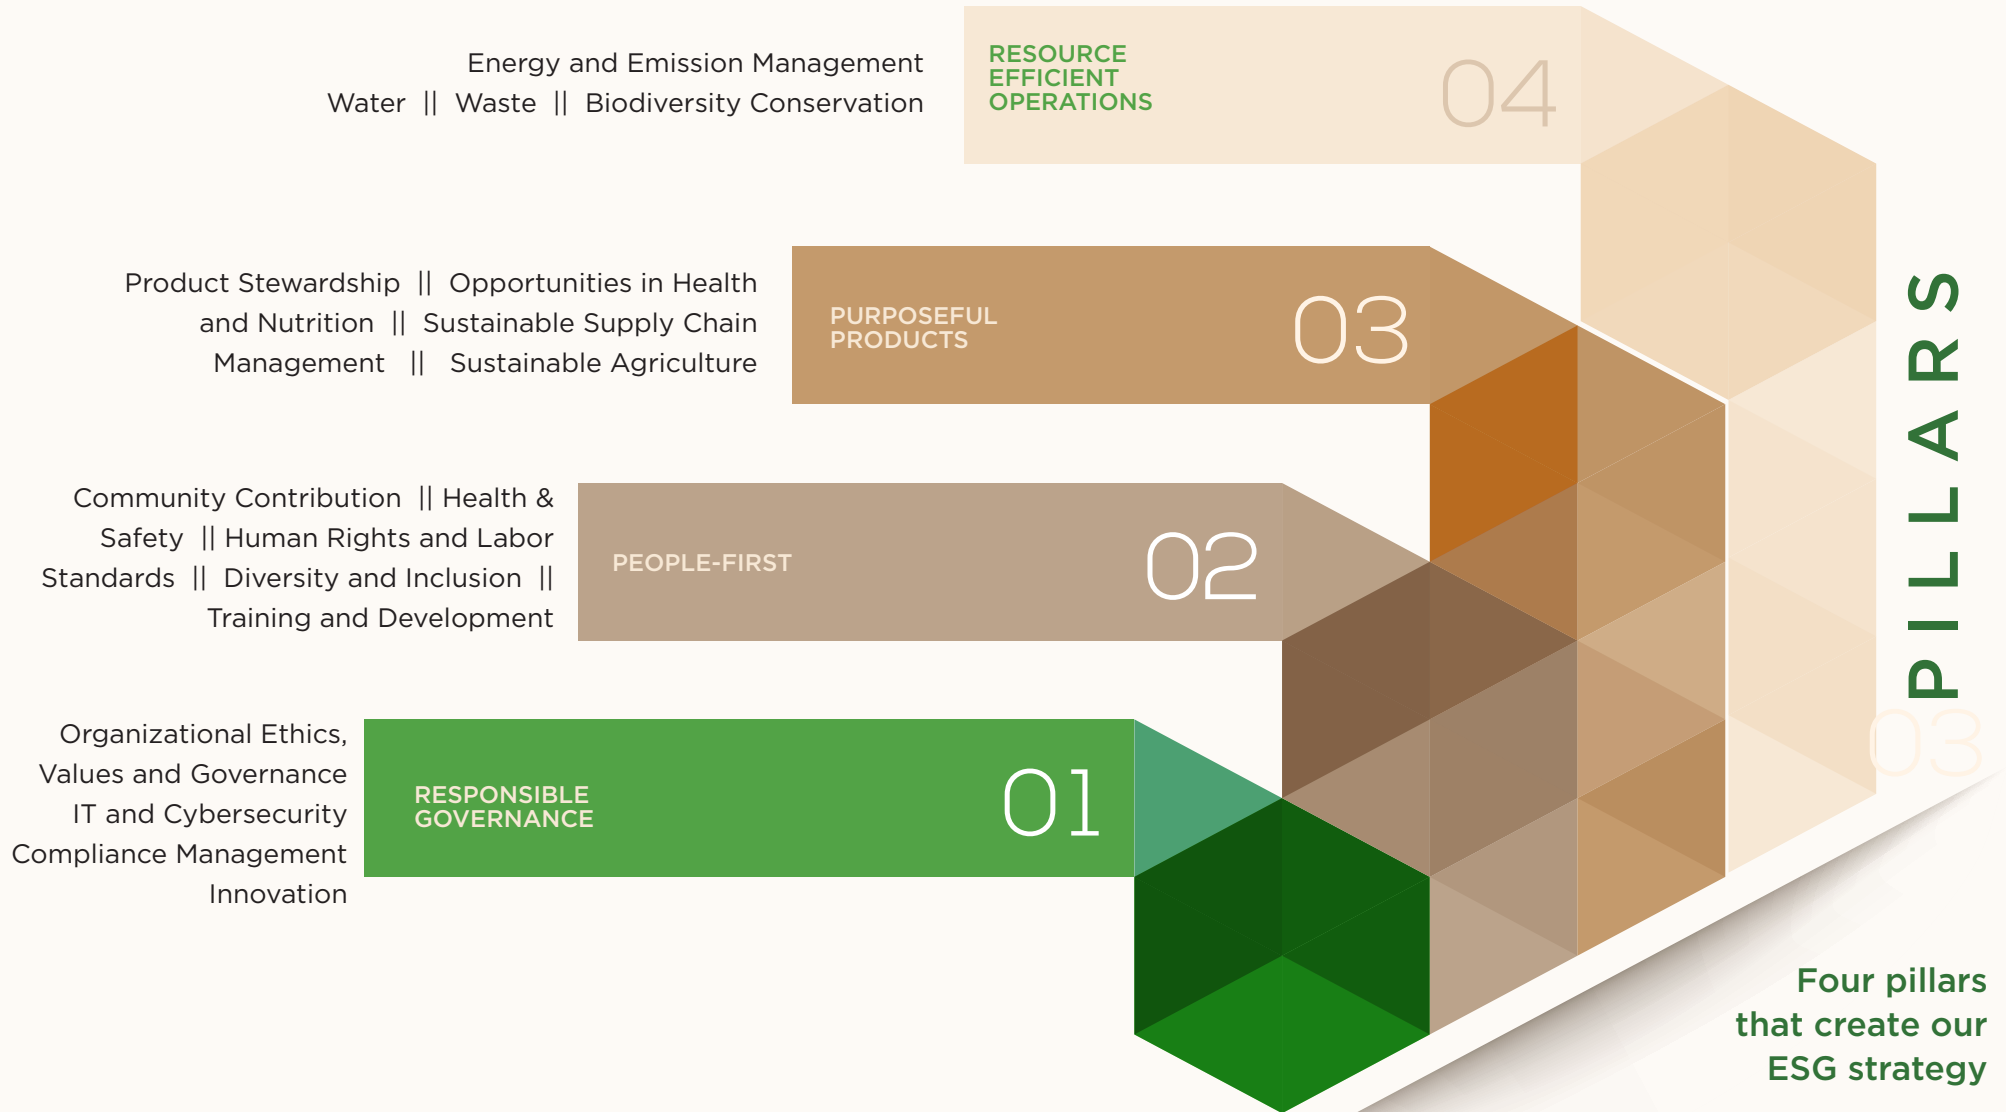 Energy and Emission Management
Water || Waste || Biodiversity Conservation
RESOURCE
EFFICIENT
OPERATIONS
04
Product Stewardship || Opportunities in Health
and Nutrition || Sustainable Supply Chain
Management || Sustainable Agriculture
PURPOSEFUL
PRODUCTS
03
Community Contribution || Health &
Safety || Human Rights and Labor
Standards || Diversity and Inclusion ||
Training and Development
PEOPLE-FIRST
02
Organizational Ethics,
Values and Governance
IT and Cybersecurity
Compliance Management
Innovation
RESPONSIBLE
GOVERNANCE
01
PILLARS
03
Four pillars
that create our
ESG strategy